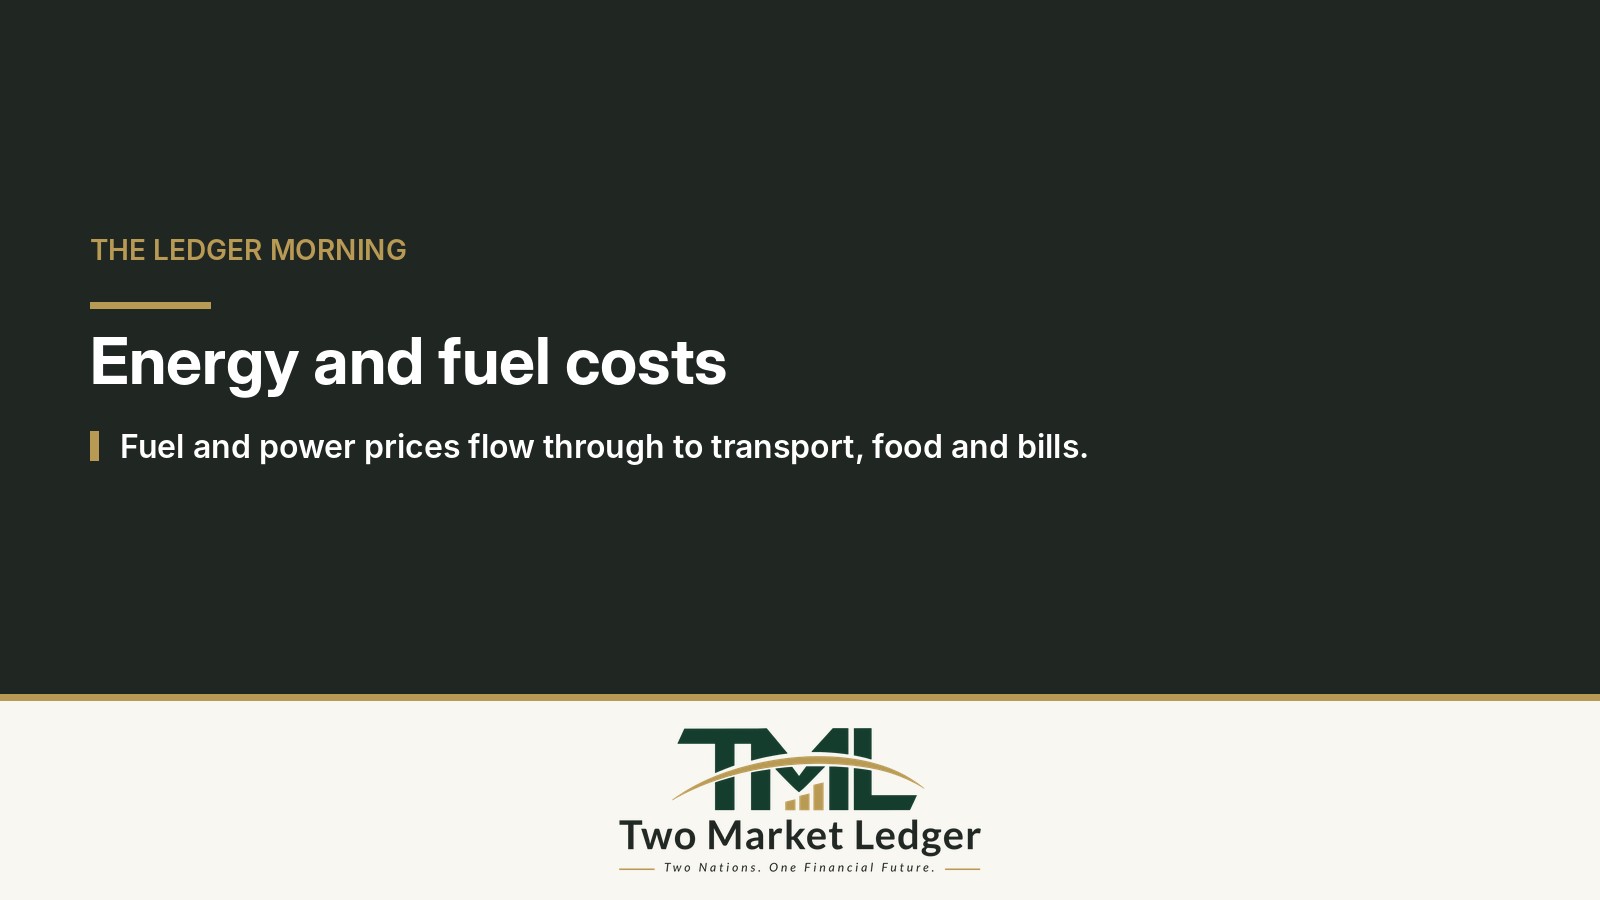 THE LEDGER MORNING
Energy and fuel costs
Fuel and power prices flow through to transport, food and bills.
TML
Two Market Ledger
Two Nations. One Financial Future.